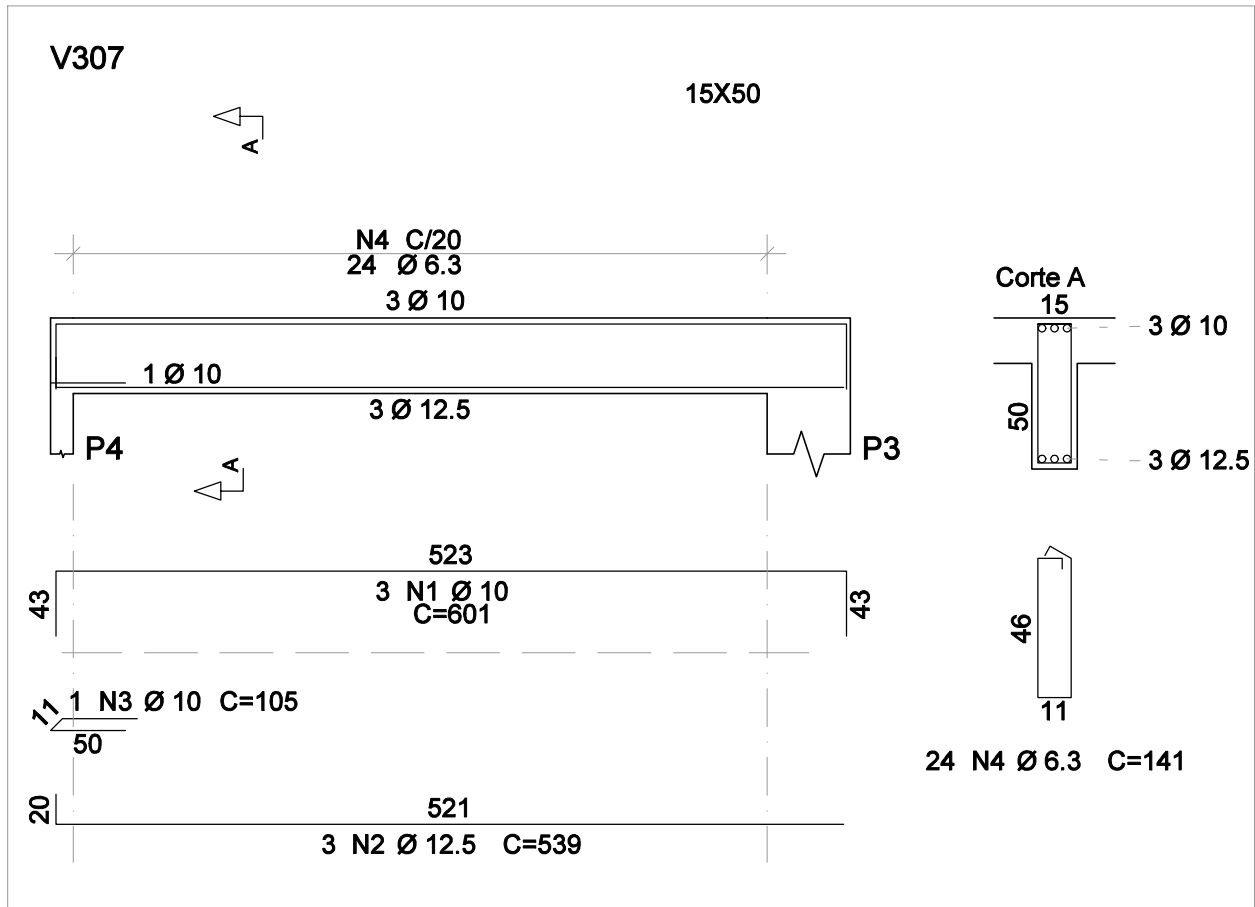 V307
15X50
A
N4 C/20
24 Ø 6.3
3 Ø 10
1 Ø 10
3 Ø 12.5
P4
P3
A
Corte A
15
3 Ø 10
50
3 Ø 12.5
523
43
3 N1 Ø 10
43
C=601
46
11
24 N4 Ø 6.3 C=141
11
1 N3 Ø 10 C=105
50
20
521
3 N2 Ø 12.5 C=539